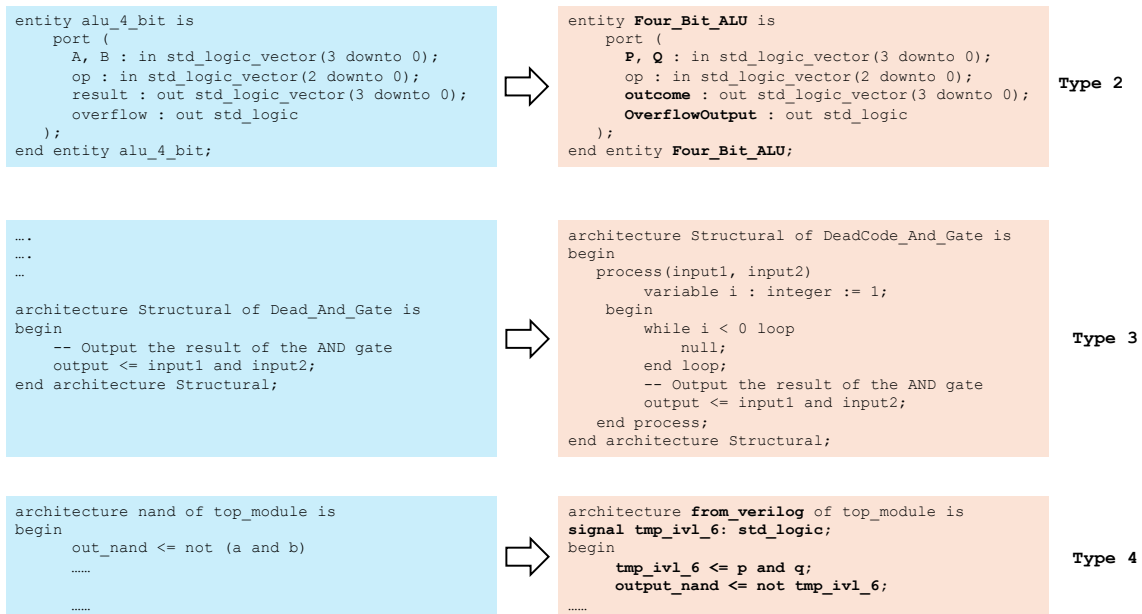 entity alu_4_bit is
port (
A, B : in std_logic_vector(3 downto 0);
op : in std_logic_vector(2 downto 0);
result : out std_logic_vector(3 downto 0);
overflow : out std_logic
);
end entity alu_4_bit;
entity Four_Bit_ALU is
port (
P, Q : in std_logic_vector(3 downto 0);
op : in std_logic_vector(2 downto 0);
outcome : out std_logic_vector(3 downto 0);
OverflowOutput : out std_logic
);
end entity Four_Bit_ALU;
Type 2
….
….
…
architecture Structural of Dead_And_Gate is
begin
-- Output the result of the AND gate
output <= input1 and input2;
end architecture Structural;
architecture Structural of DeadCode_And_Gate is
begin
process(input1, input2)
variable i : integer := 1;
begin
while i < 0 loop
null;
end loop;
-- Output the result of the AND gate
output <= input1 and input2;
end process;
end architecture Structural;
Type 3
architecture nand of top_module is
begin
out_nand <= not (a and b)
……
……
architecture from_verilog of top_module is
signal tmp_ivl_6: std_logic;
begin
tmp_ivl_6 <= p and q;
output_nand <= not tmp_ivl_6;
……
Type 4